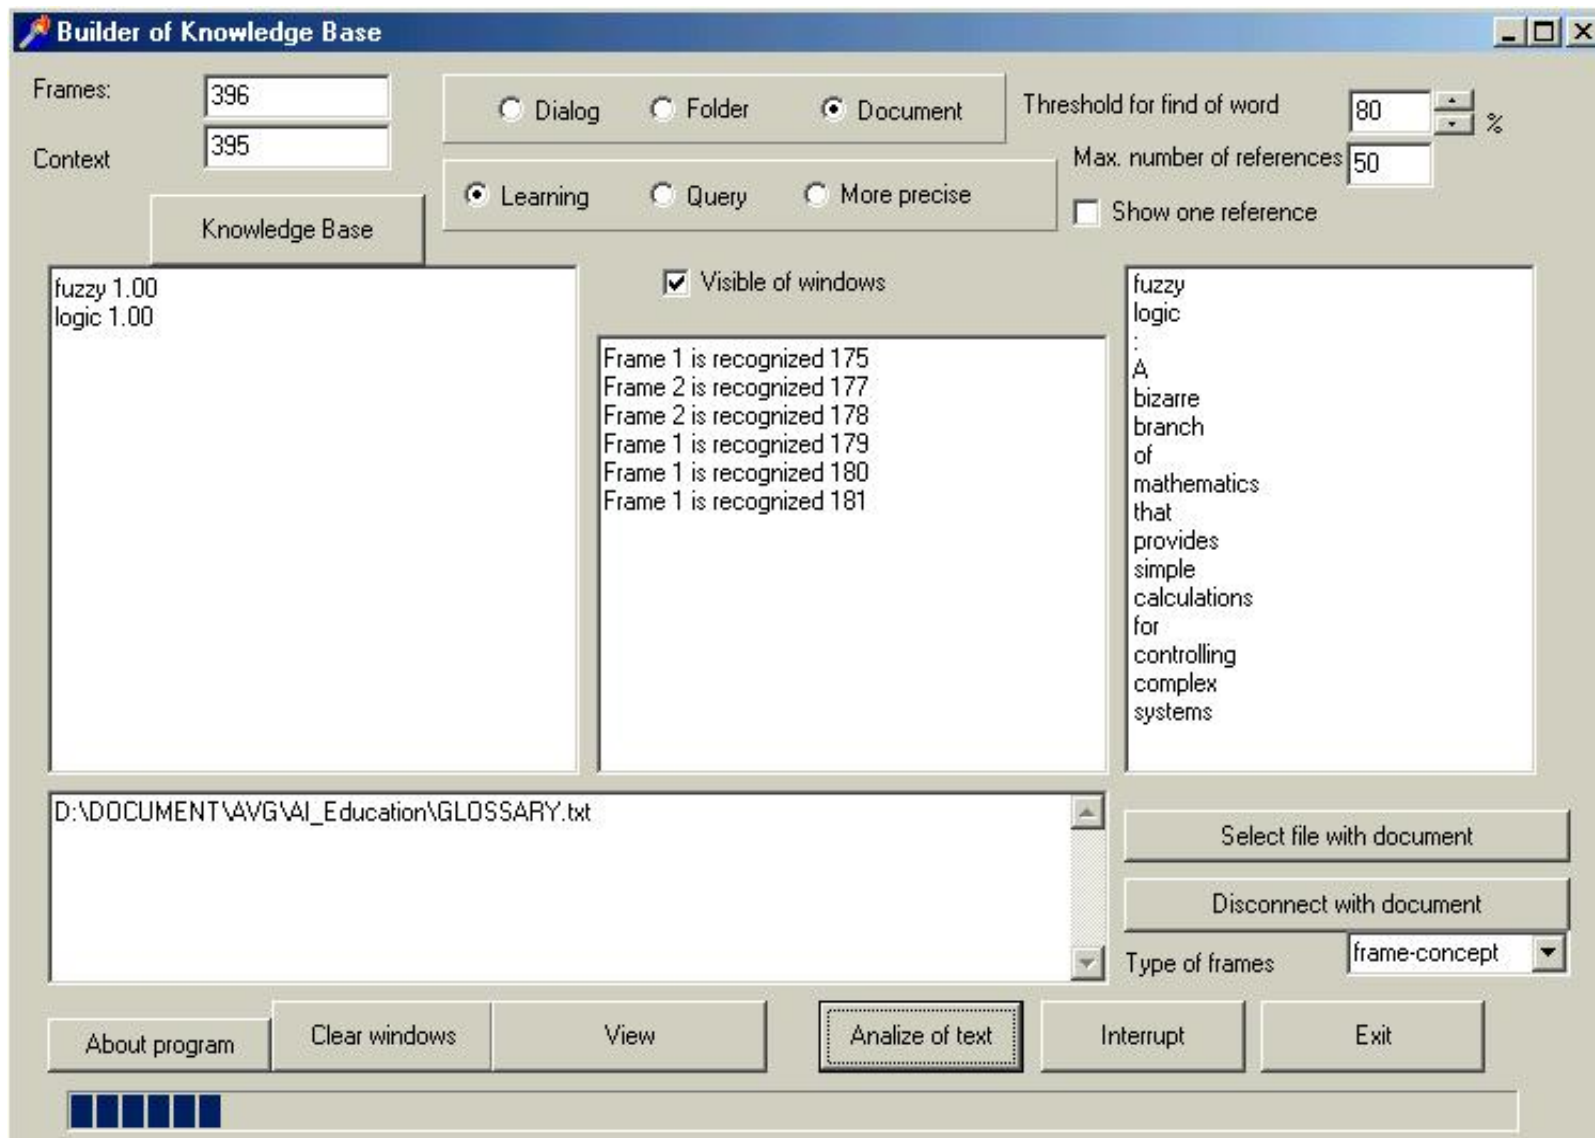 Builder of Knowledge Base
Frames:
396
Dialog
Folder
Document
Threshold for find of word
80
%
Context
395
Max. number of references
50
Learning
Query
More precise
Show one reference
Knowledge Base
Visible of windows
fuzzy 1.00
logic 1.00
Frame 1 is recognized 175
Frame 2 is recognized 177
Frame 2 is recognized 178
Frame 1 is recognized 179
Frame 1 is recognized 180
Frame 1 is recognized 181
fuzzy
logic
:
A
bizarre
branch
of
mathematics
that
provides
simple
calculations
for
controlling
complex
systems
D:\DOCUMENT\AVG\AI_Education\GLOSSARY.txt
Select file with document
Disconnect with document
Type of frames
frame-concept
About program
Clear windows
View
Analize of text
Interrupt
Exit